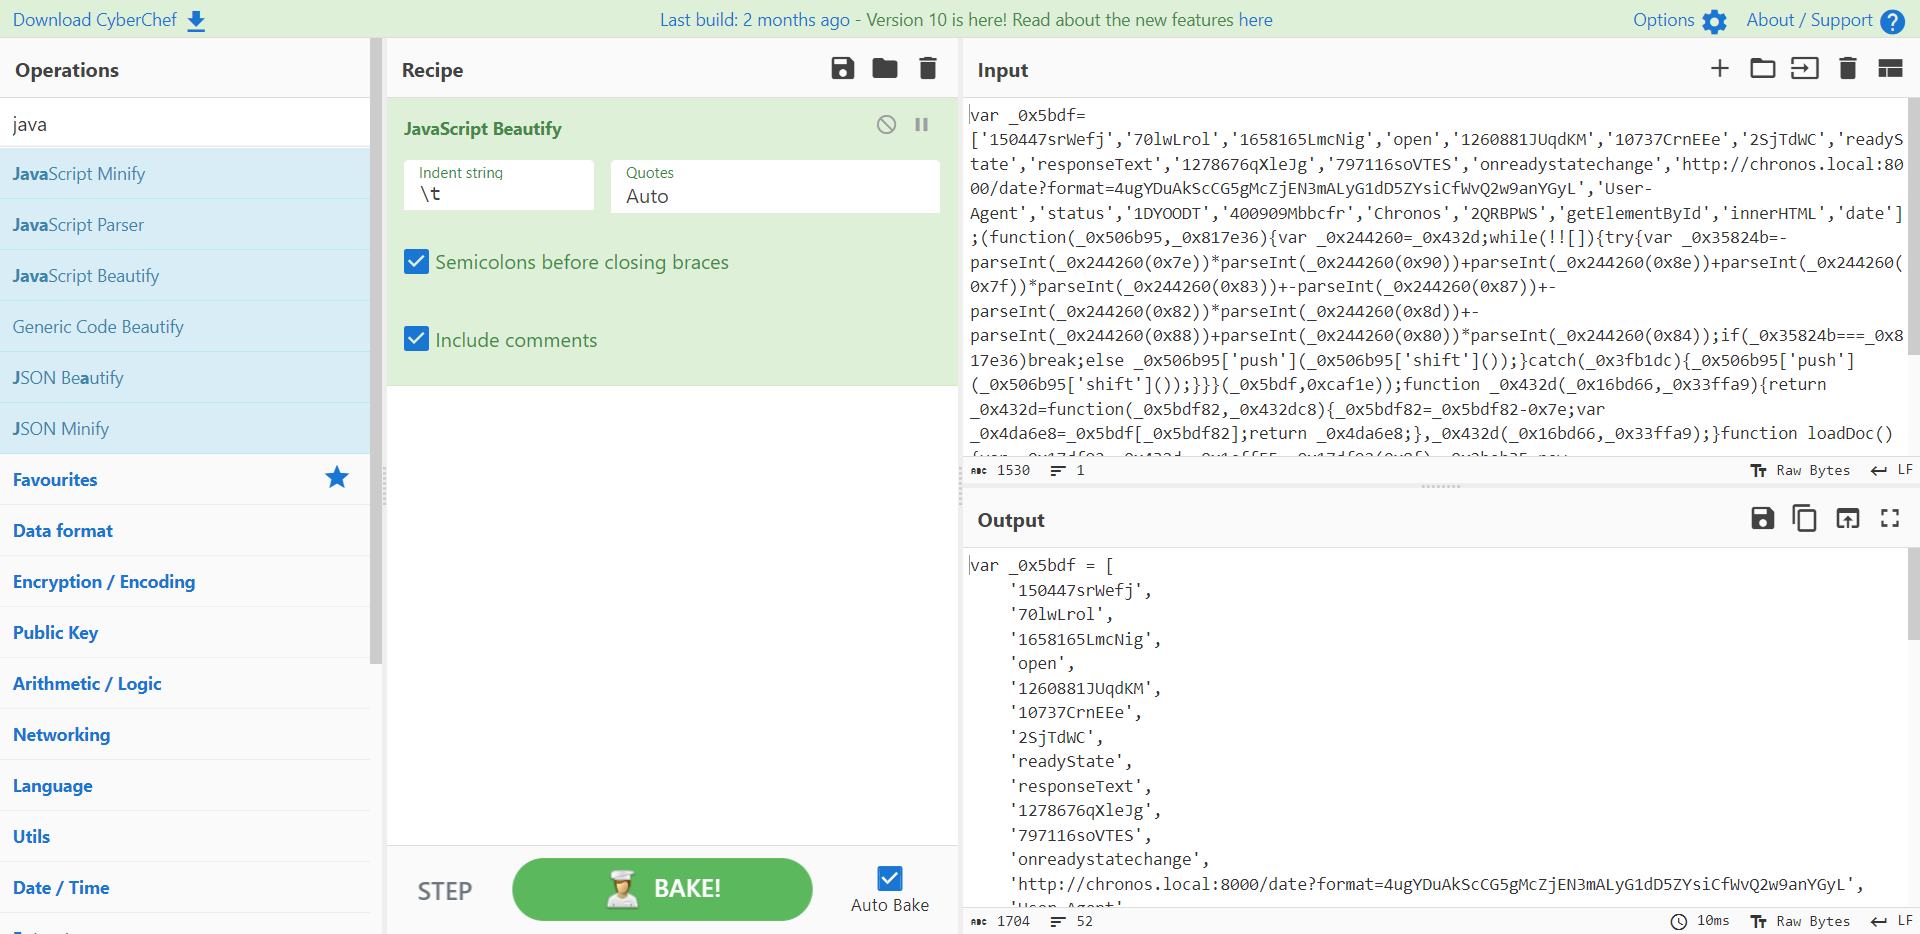 Download CyberChef
Last build: 2 months ago - Version 10 is here! Read about the new features here
Options
About / Support
Operations
java
JavaScript Minify
JavaScript Parser
JavaScript Beautify
Generic Code Beautify
JSON Beautify
JSON Minify
Favourites
Data format
Encryption / Encoding
Public Key
Arithmetic / Logic
Networking
Language
Utils
Date / Time
Recipe
JavaScript Beautify
Indent string
\t
Quotes
Auto
Semicolons before closing braces
Include comments
STEP
BAKE!
Auto Bake
Input
var _0x5bdf=
['150447srWefj','70lwLrol','1658165LmcNig','open','1260881JUqdKM','10737CrnEEe','2SjTdWC','readyS
tate','responseText','1278676qXleJg','797116soVTES','onreadystatechange','http://chronos.local:80
00/date?format=4ugYDuAkScCG5gMcZjEN3mALyG1dD5ZYsiCfWvQ2w9anYGyL','User-
Agent','status','1DYOODT','400909Mbbcfr','Chronos','2QRBPWS','getElementById','innerHTML','date']
;(function(_0x506b95,_0x817e36){var _0x244260=_0x432d;while(!![]){try{var _0x35824b=-
parseInt(_0x244260(0x7e))*parseInt(_0x244260(0x90))+parseInt(_0x244260(0x8e))+parseInt(_0x244260(
0x7f))*parseInt(_0x244260(0x83))+-parseInt(_0x244260(0x87))+-
parseInt(_0x244260(0x82))*parseInt(_0x244260(0x8d))+-
parseInt(_0x244260(0x88))+parseInt(_0x244260(0x80))*parseInt(_0x244260(0x84));if(_0x35824b===_0x8
17e36)break;else _0x506b95['push'](_0x506b95['shift']());}catch(_0x3fb1dc){_0x506b95['push']
(_0x506b95['shift']());}}}(_0x5bdf,0xcaf1e));function _0x432d(_0x16bd66,_0x33ffa9){return
_0x432d=function(_0x5bdf82,_0x432dc8){_0x5bdf82=_0x5bdf82-0x7e;var
_0x4da6e8=_0x5bdf[_0x5bdf82];return _0x4da6e8;},_0x432d(_0x16bd66,_0x33ffa9);}function loadDoc()
1530
1
Raw Bytes
LF
Output
var _0x5bdf = [
'150447srWefj',
'70lwLrol',
'1658165LmcNig',
'open',
'1260881JUqdKM',
'10737CrnEEe',
'2SjTdWC',
'readyState',
'responseText',
'1278676qXleJg',
'797116soVTES',
'onreadystatechange',
'http://chronos.local:8000/date?format=4ugYDuAkScCG5gMcZjEN3mALyG1dD5ZYsiCfWvQ2w9anYGyL',
'User-Agent',
1704
52
10ms
Raw Bytes
LF